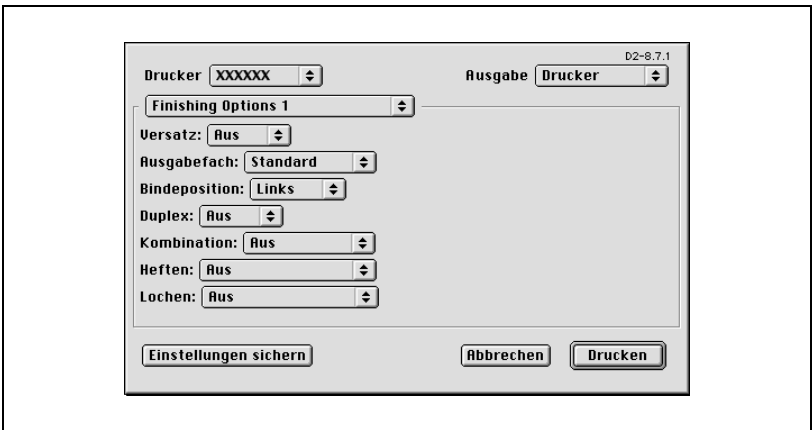 D2-8.7.1
Drucker XXXXXX Ausgabe Drucker
Finishing Options 1
Versatz: Aus
Ausgabefach: Standard
Bindeposition: Links
Duplex: Aus
Kombination: Aus
Heften: Aus
Lochen: Aus
Einstellungen sichern Abbrechen Drucken